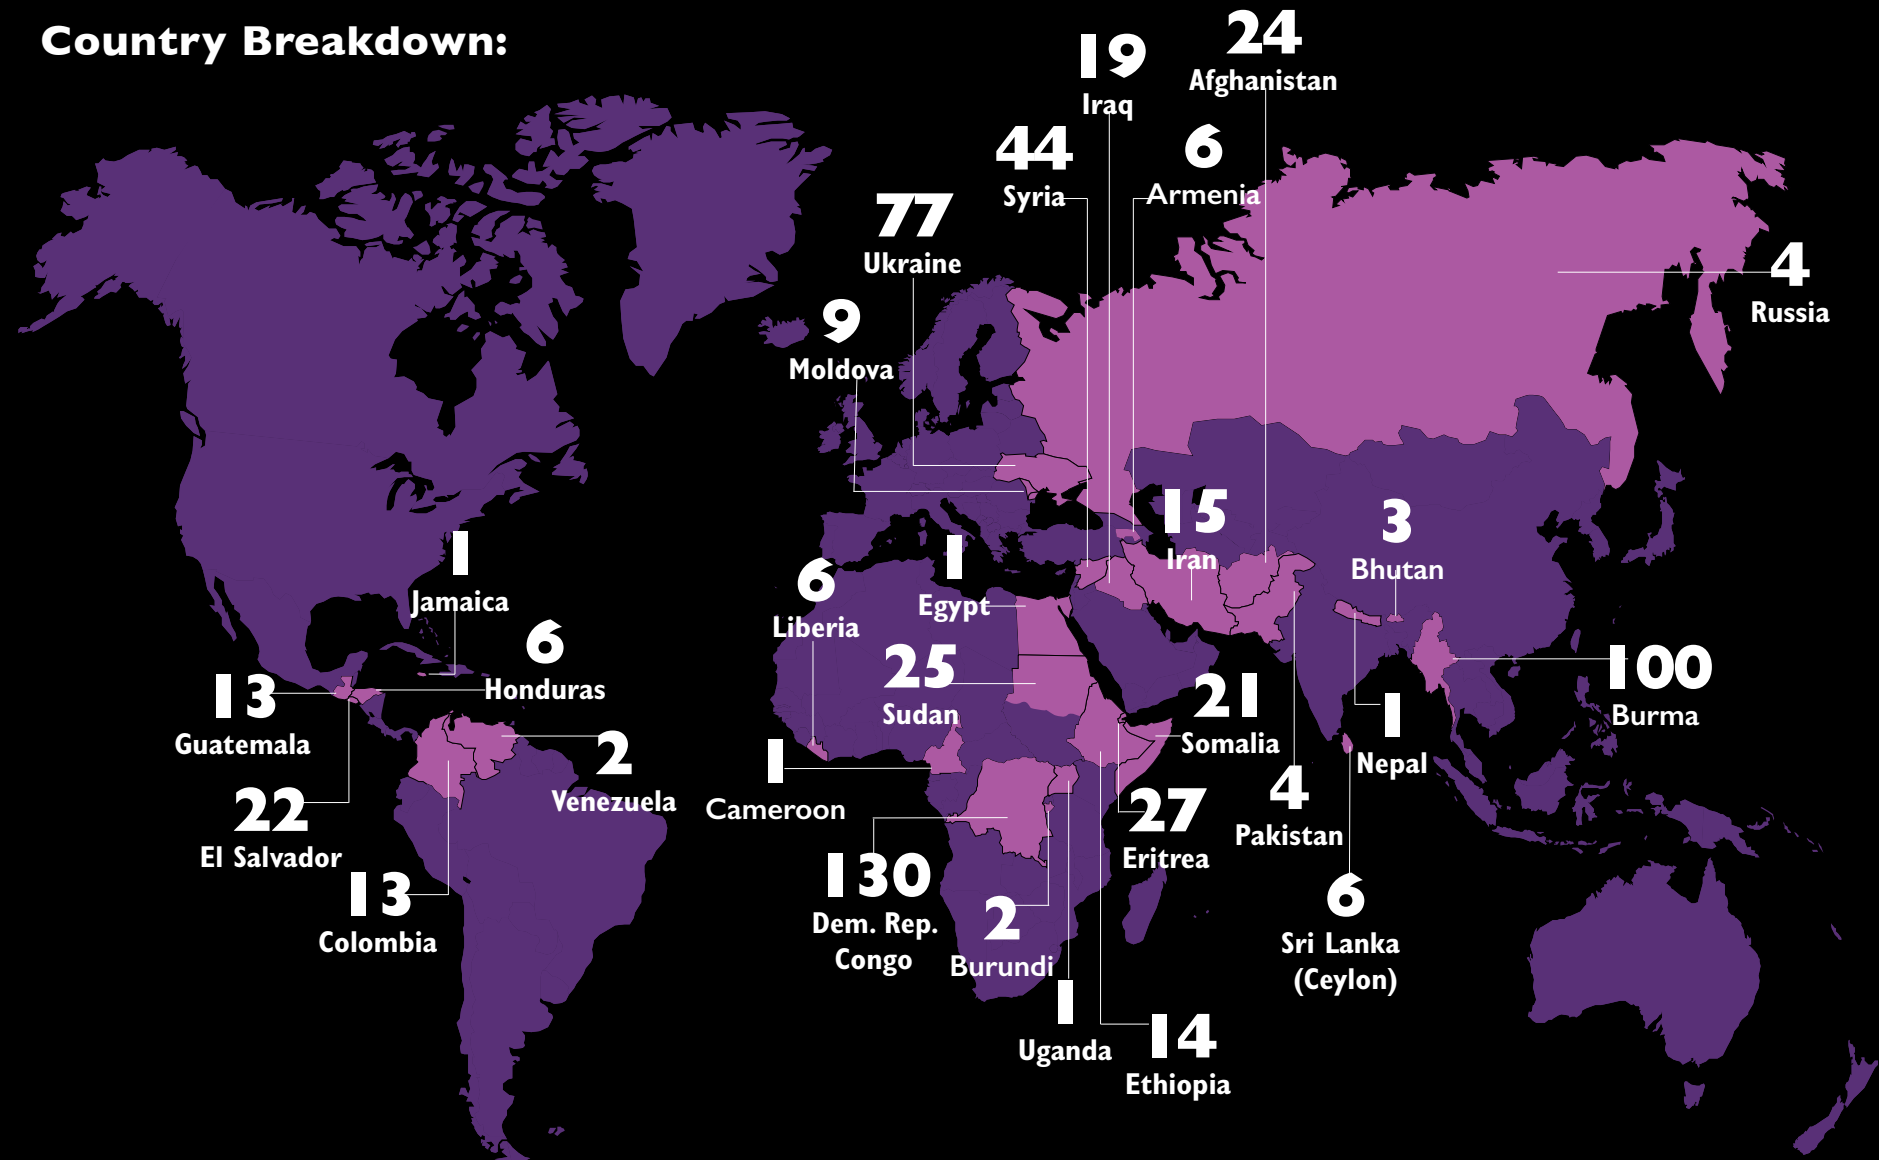 Country Breakdown:
24
Afghanistan
19
Iraq
44
Syria
6
Armenia
77
Ukraine
4
Russia
9
Moldova
15
Iran
3
Bhutan
1
Jamaica
6
Liberia
1
Egypt
6
Honduras
25
Sudan
100
Burma
13
Guatemala
21
Somalia
1
Nepal
2
Venezuela
1
Cameroon
4
Pakistan
22
El Salvador
27
Eritrea
130
Dem. Rep.
Congo
13
Colombia
2
Burundi
6
Sri Lanka
(Ceylon)
1
Uganda
14
Ethiopia